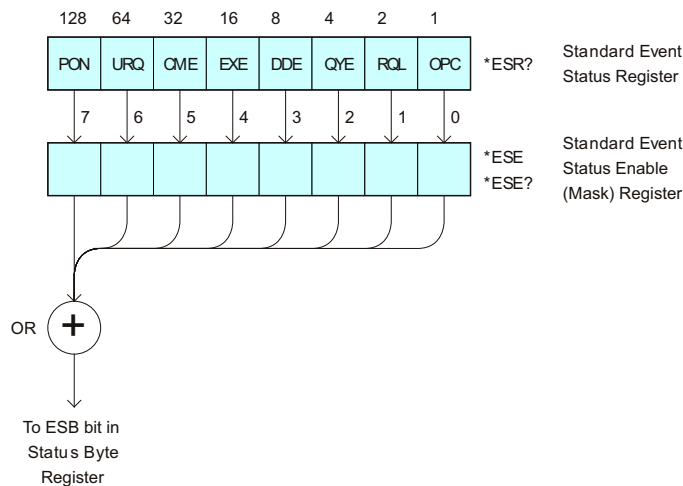 128 64 32 16 8 4 2 1
PON URQ CME EXE DDE QYE RQL OPC
*ESR?
Standard Event
Status Register
7 6 5 4 3 2 1 0
*ESE
*ESE?
Standard Event
Status Enable
(Mask) Register
OR
+
To ESB bit in
Status Byte
Register